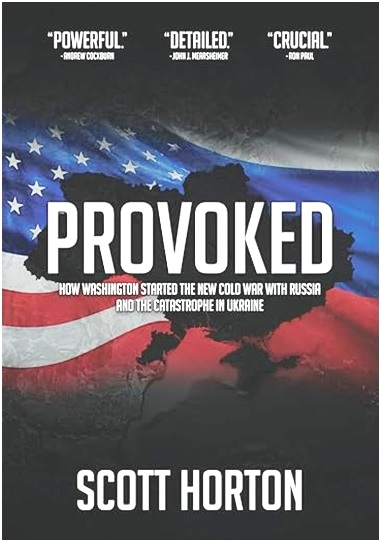 "POWERFUL." "DETAILED." "CRUCIAL."
-ANDREW COCKBURN -JOHN J. MEARSHEIMER -RON PAUL
PROVOKED
HOW WASHINGTON STARTED THE NEW COLD WAR WITH RUSSIA
AND THE CATASTROPHE IN UKRAINE
SCOTT HORTON